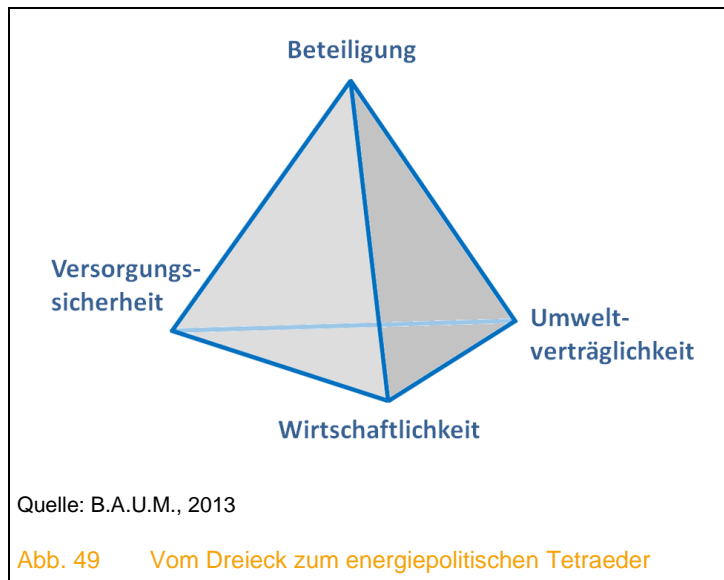 Beteiligung
Versorgungs-
sicherheit
Umwelt-
verträglichkeit
Wirtschaftlichkeit
Quelle: B.A.U.M., 2013
Abb. 49 Vom Dreieck zum energiepolitischen Tetraeder